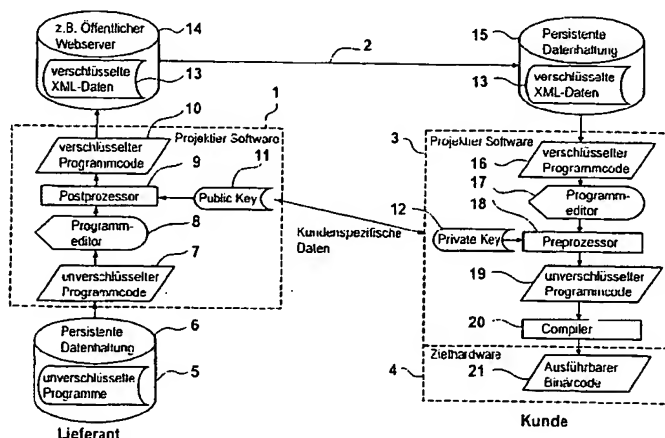 z.B. Öffentlicher
Webserver
14
verschlüsselte
XML-Daten
13
2
15
Persistente
Datenhaltung
13
verschlüsselte
XML-Daten
10
1
verschlüsselter
Programmcode
Projektier Software
9
11
Postprozessor
Public Key
8
Programm-
editor
7
unverschlüsselter
Programmcode
Kundenspezifische
Daten
6
Persistente
Datenhaltung
5
unverschlüsselte
Programme
Lieferant
3
Projektier Software
16
verschlüsselter
Programmcode
17
Programm-
editor
12
18
Private Key
Preprozessor
19
unverschlüsselter
Programmcode
20
Compiler
Zielhardware
4
21
Ausführbarer
Binärcode
Kunde